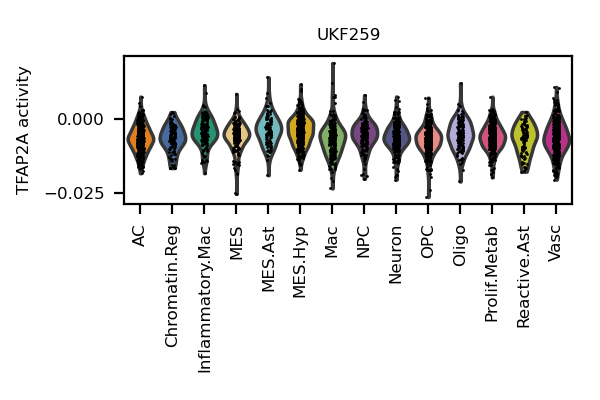 UKF259
TFAP2A activity
0.000
−0.025
AC
Chromatin.Reg
Inflammatory.Mac
MES
MES.Ast
MES.Hyp
Mac
NPC
Neuron
OPC
Oligo
Prolif.Metab
Reactive.Ast
Vasc